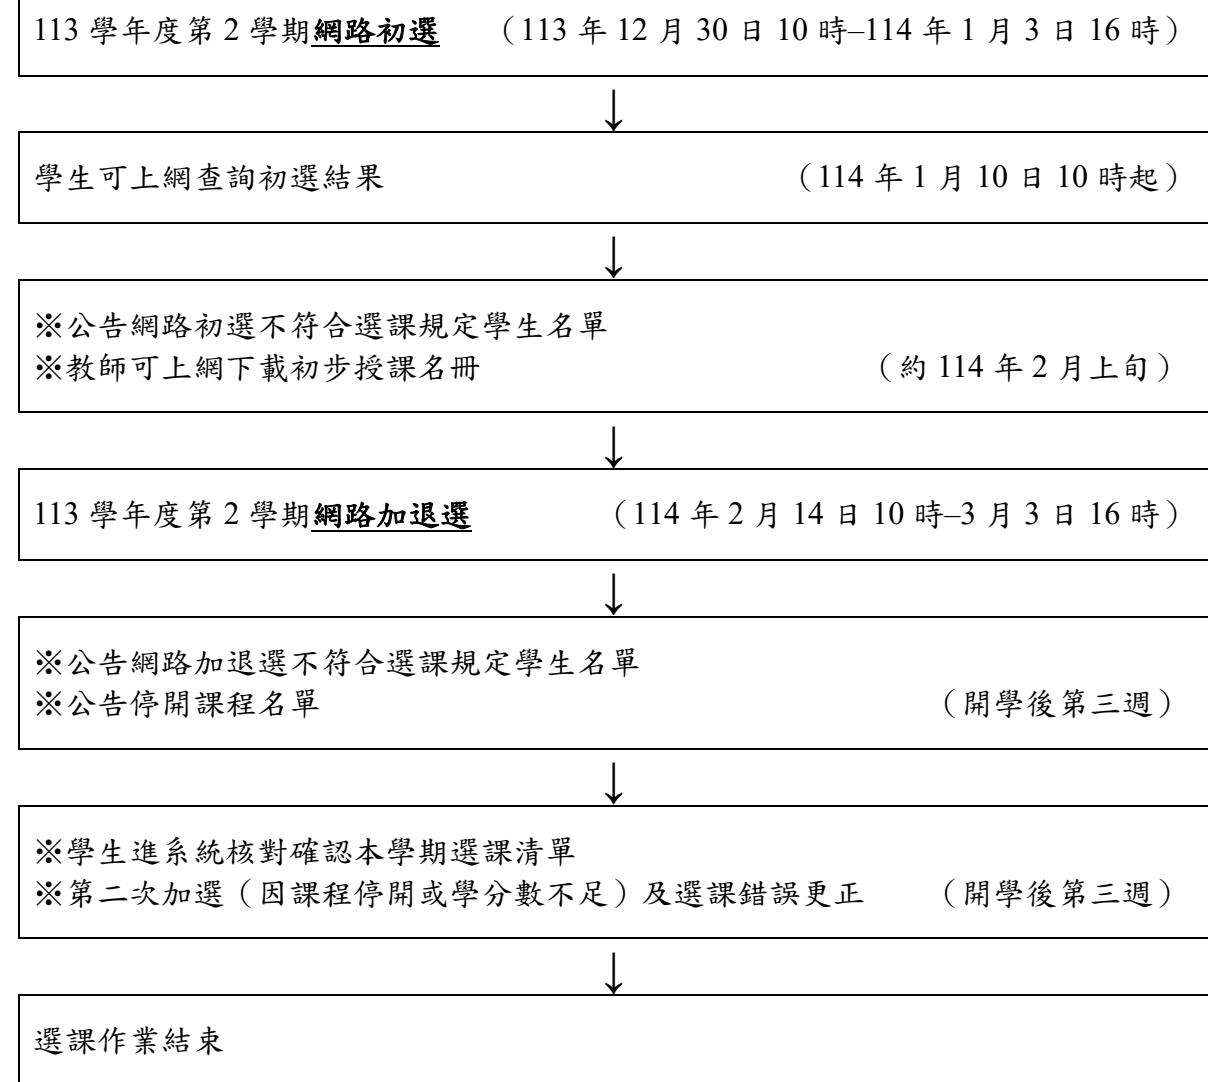 113 學年度第 2 學期網路初選 （113 年 12 月 30 日 10 時–114 年 1 月 3 日 16 時）
↓
學生可上網查詢初選結果 （114 年 1 月 10 日 10 時起）
↓
※公告網路初選不符合選課規定學生名單
※教師可上網下載初步授課名冊 （約 114 年 2 月上旬）
↓
113 學年度第 2 學期網路加退選 （114 年 2 月 14 日 10 時–3 月 3 日 16 時）
↓
※公告網路加退選不符合選課規定學生名單
※公告停開課程名單 （開學後第三週）
↓
※學生進系統核對確認本學期選課清單
※第二次加選（因課程停開或學分數不足）及選課錯誤更正 （開學後第三週）
↓
選課作業結束